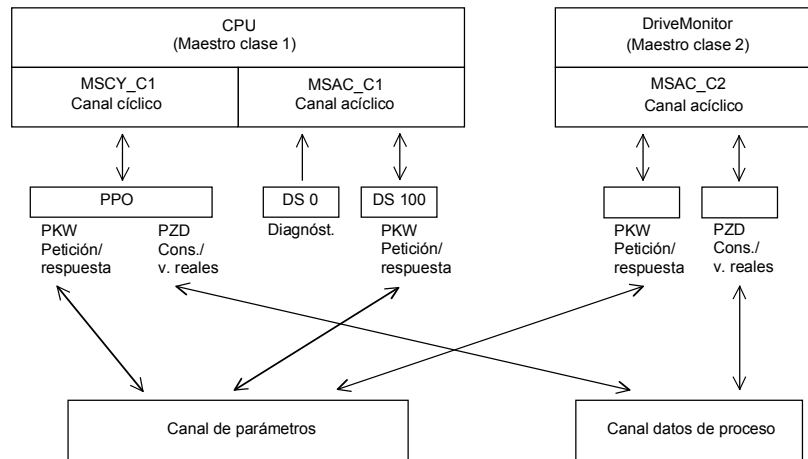 CPU
(Maestro clase 1)
DriveMonitor
(Maestro clase 2)
MSCY_C1
Canal cíclico
MSAC_C1
Canal acíclico
MSAC_C2
Canal acíclico
PPO
DS 0
DS 100
PKW
Petición/
respuesta
PZD
Cons./
v. reales
Diagnóst.
PKW
Petición/
respuesta
PKW
Petición/
respuesta
PZD
Cons./
v. reales
Canal de parámetros
Canal datos de proceso